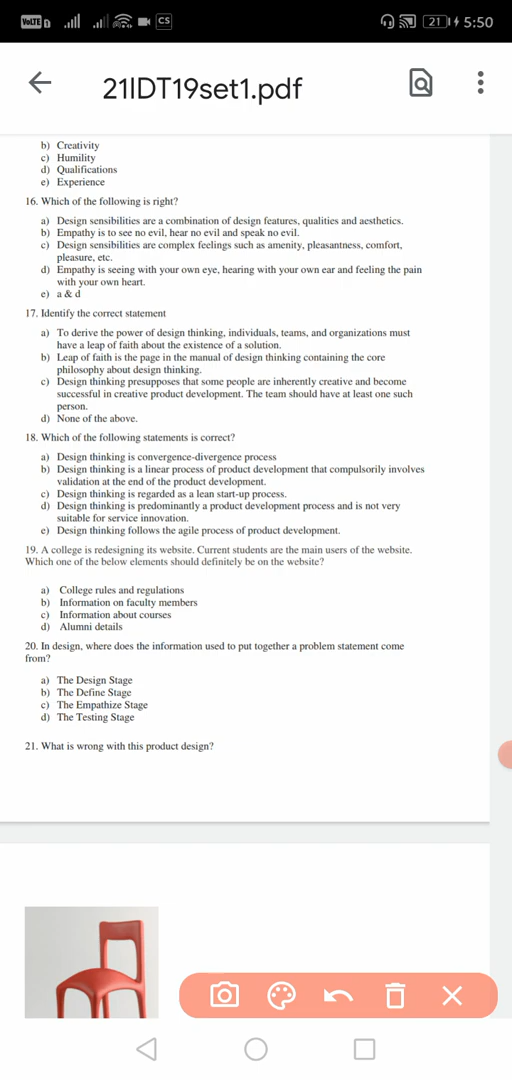 VoLTE D CS 21 5:50
21IDT19set1.pdf
b) Creativity
c) Humility
d) Qualifications
e) Experience
16. Which of the following is right?
a) Design sensibilities are a combination of design features, qualities and aesthetics.
b) Empathy is to see no evil, hear no evil and speak no evil.
c) Design sensibilities are complex feelings such as amenity, pleasantness, comfort,
pleasure, etc.
d) Empathy is seeing with your own eye, hearing with your own ear and feeling the pain
with your own heart.
e) a & d
17. Identify the correct statement
a) To derive the power of design thinking, individuals, teams, and organizations must
have a leap of faith about the existence of a solution.
b) Leap of faith is the page in the manual of design thinking containing the core
philosophy about design thinking.
c) Design thinking presupposes that some people are inherently creative and become
successful in creative product development. The team should have at least one such
person.
d) None of the above.
18. Which of the following statements is correct?
a) Design thinking is convergence-divergence process
b) Design thinking is a linear process of product development that compulsorily involves
validation at the end of the product development.
c) Design thinking is regarded as a lean start-up process.
d) Design thinking is predominantly a product development process and is not very
suitable for service innovation.
e) Design thinking follows the agile process of product development.
19. A college is redesigning its website. Current students are the main users of the website.
Which one of the below elements should definitely be on the website?
a) College rules and regulations
b) Information on faculty members
c) Information about courses
d) Alumni details
20. In design, where does the information used to put together a problem statement come
from?
a) The Design Stage
b) The Define Stage
c) The Empathize Stage
d) The Testing Stage
21. What is wrong with this product design?